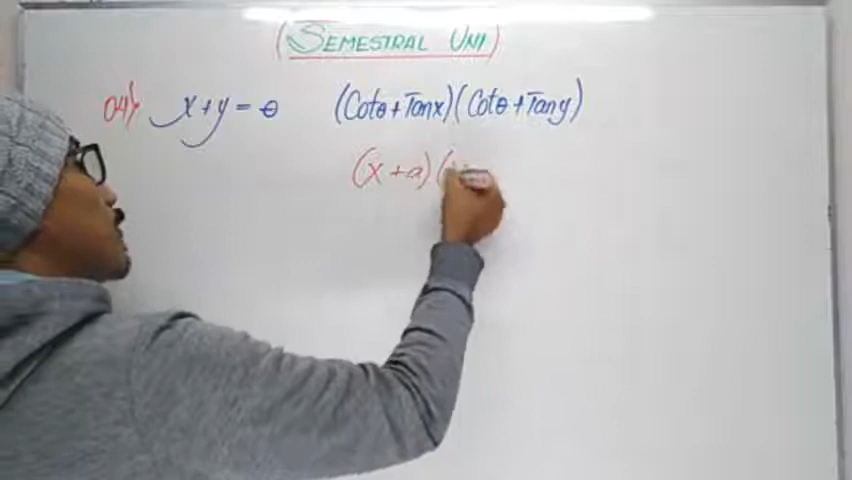 (SEMESTRAL UNI)
04). x+y = θ (Cotθ+Tanx)(Cotθ+Tany)
(x+a)(